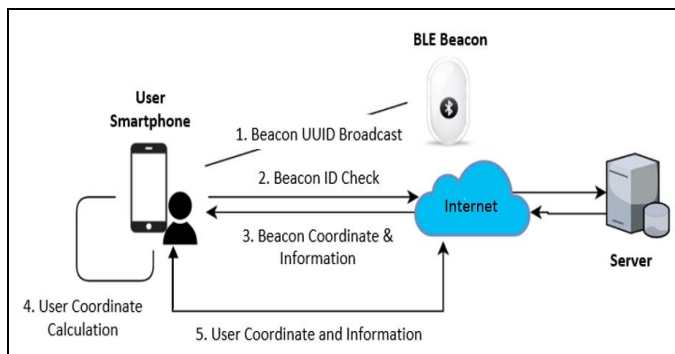 BLE Beacon
User
Smartphone
1. Beacon UUID Broadcast
2. Beacon ID Check
Internet
3. Beacon Coordinate &
Information
Server
4. User Coordinate
Calculation
5. User Coordinate and Information